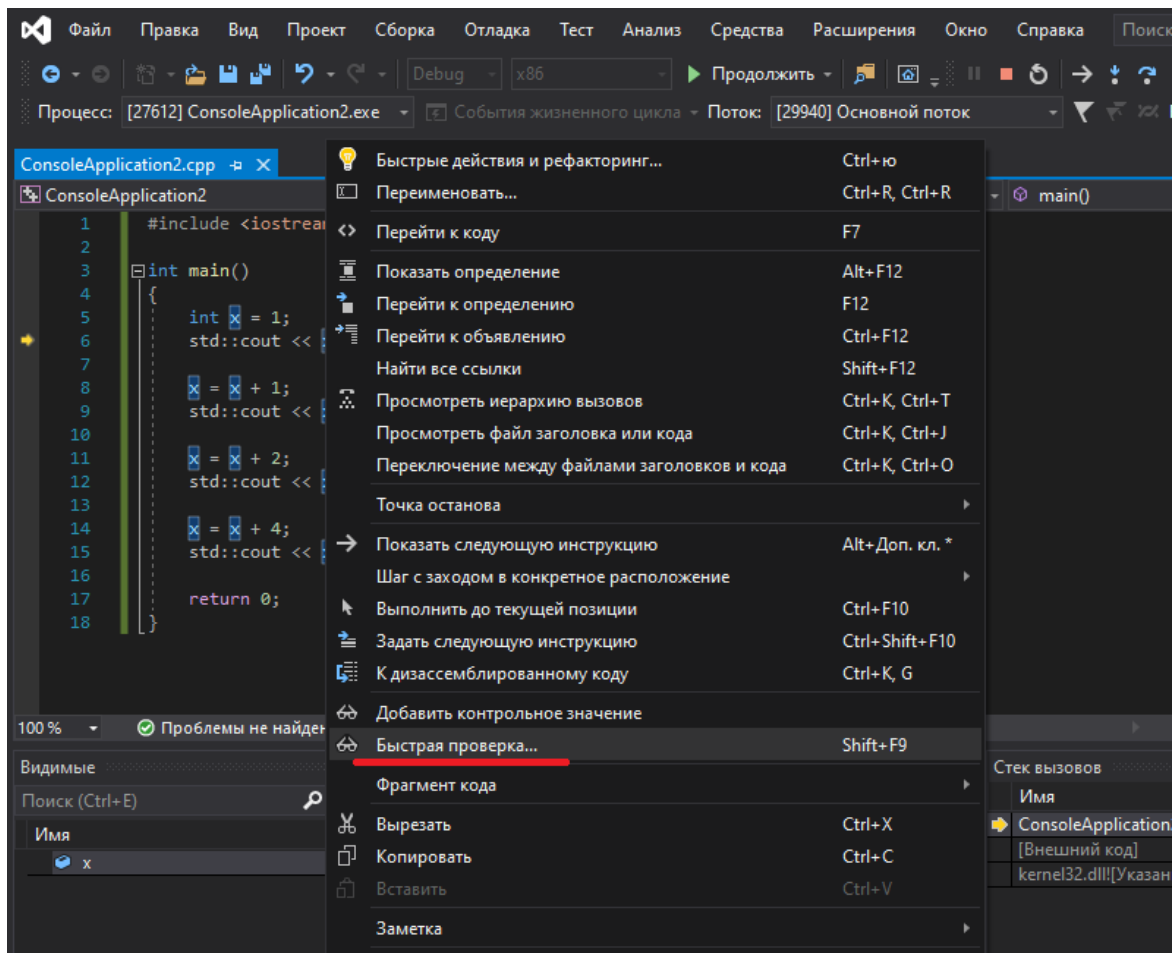 Файл Правка Вид Проект Сборка Отладка Тест Анализ Средства Расширения Окно Справка Поиск
Debug x86 Продолжить
Процесс: [27612] ConsoleApplication2.exe События жизненного цикла Поток: [29940] Основной поток
ConsoleApplication2.cpp
ConsoleApplication2 main()
1 #include <iostrea
2
3 int main()
4 {
5 int x = 1;
6 std::cout <<
7
8 x = x + 1;
9 std::cout <<
10
11 x = x + 2;
12 std::cout <<
13
14 x = x + 4;
15 std::cout <<
16
17 return 0;
18 }
100 % Проблемы не найден
Видимые
Поиск (Ctrl+E)
Имя
x
Быстрые действия и рефакторинг... Ctrl+ю
Переименовать... Ctrl+R, Ctrl+R
Перейти к коду F7
Показать определение Alt+F12
Перейти к определению F12
Перейти к объявлению Ctrl+F12
Найти все ссылки Shift+F12
Просмотреть иерархию вызовов Ctrl+K, Ctrl+T
Просмотреть файл заголовка или кода Ctrl+K, Ctrl+J
Переключение между файлами заголовков и кода Ctrl+K, Ctrl+O
Точка останова
Показать следующую инструкцию Alt+Доп. кл. *
Шаг с заходом в конкретное расположение
Выполнить до текущей позиции Ctrl+F10
Задать следующую инструкцию Ctrl+Shift+F10
К дизассемблированному коду Ctrl+K, G
Добавить контрольное значение
Быстрая проверка... Shift+F9
Фрагмент кода
Вырезать Ctrl+X
Копировать Ctrl+C
Вставить Ctrl+V
Заметка
Стек вызовов
Имя
ConsoleApplication
[Внешний код]
kernel32.dll![Указан